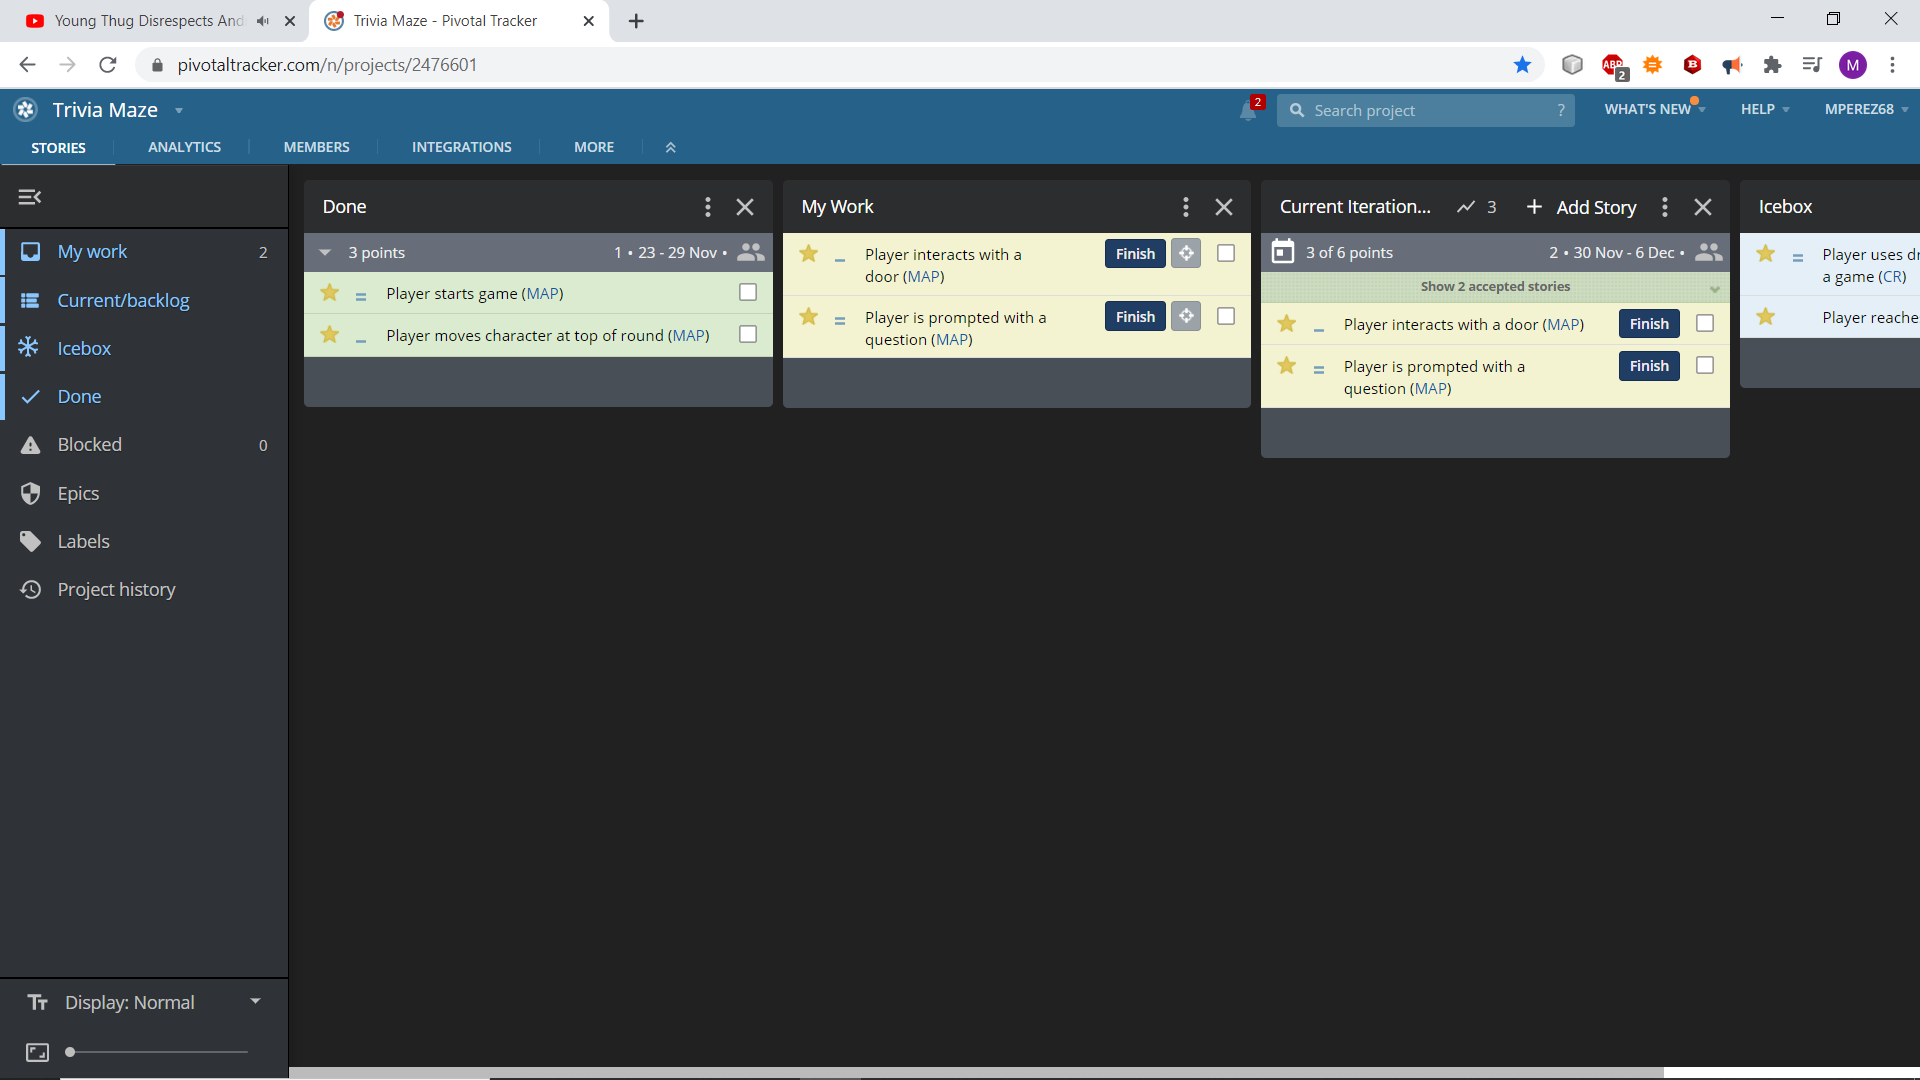 Young Thug Disrespects And
Trivia Maze - Pivotal Tracker
pivotaltracker.com/n/projects/2476601
ABP
2
B
M
Trivia Maze
2
Search project
?
WHAT'S NEW
HELP
MPEREZ68
STORIES
ANALYTICS
MEMBERS
INTEGRATIONS
MORE
My work
2
Current/backlog
Icebox
Done
Blocked
0
Epics
Labels
Project history
Display: Normal
Done
3 points
1 • 23 - 29 Nov •
Player starts game (MAP)
Player moves character at top of round (MAP)
My Work
Player interacts with a
door (MAP)
Finish
Player is prompted with a
question (MAP)
Finish
Current Iteration...
3
+ Add Story
3 of 6 points
2 • 30 Nov - 6 Dec •
Show 2 accepted stories
Player interacts with a door (MAP)
Finish
Player is prompted with a
question (MAP)
Finish
Icebox
Player uses
a game (CR)
Player reache